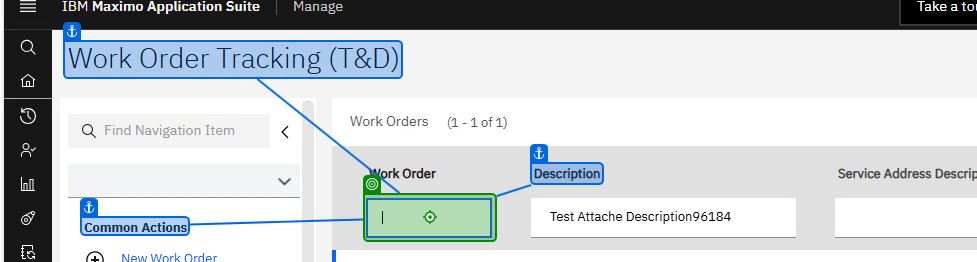 IBM Maximo Application Suite
Manage
Take a to
Work Order Tracking (T&D)
Find Navigation Item
Work Orders (1 - 1 of 1)
Work Order
Description
Service Address Descrip
Test Attache Description96184
Common Actions
New Work Order